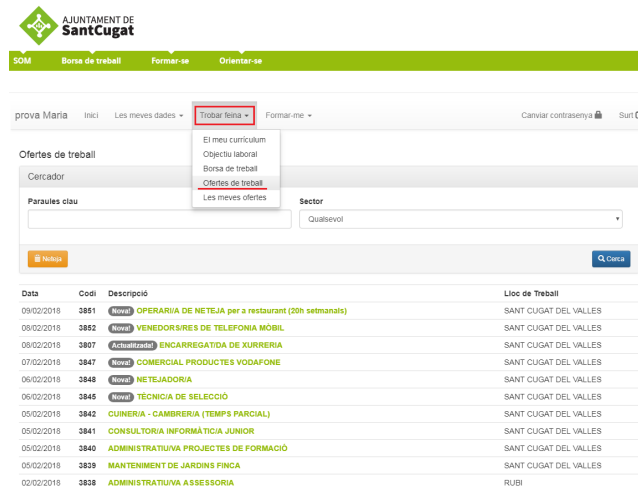 AJUNTAMENT DE
SantCugat
SOM Borsa de treball Formar-se Orientar-se
prova Maria Inici Les meves dades Trobar feina Formar-me Canviar contrasenya Surt
El meu currículum
Objectiu laboral
Borsa de treball
Ofertes de treball
Les meves ofertes
Ofertes de treball
Cercador
Paraules clau Sector
Qualsevol
Neteja Cerca
Data Codi Descripció Lloc de Treball
09/02/2018 3851 Nova! OPERARI/A DE NETEJA per a restaurant (20h setmanals) SANT CUGAT DEL VALLES
08/02/2018 3852 Nova! VENEDORS/RES DE TELEFONIA MÒBIL SANT CUGAT DEL VALLES
08/02/2018 3807 Actualitzada! ENCARREGAT/DA DE XURRERIA SANT CUGAT DEL VALLES
07/02/2018 3847 Nova! COMERCIAL PRODUCTES VODAFONE SANT CUGAT DEL VALLES
06/02/2018 3848 Nova! NETEJADOR/A SANT CUGAT DEL VALLES
06/02/2018 3845 Nova! TÈCNIC/A DE SELECCIÓ SANT CUGAT DEL VALLES
05/02/2018 3842 CUINER/A - CAMBRER/A (TEMPS PARCIAL) SANT CUGAT DEL VALLES
05/02/2018 3841 CONSULTOR/A INFORMÀTIC/A JUNIOR SANT CUGAT DEL VALLES
05/02/2018 3840 ADMINISTRATIU/VA PROJECTES DE FORMACIÓ SANT CUGAT DEL VALLES
05/02/2018 3839 MANTENIMENT DE JARDINS FINCA SANT CUGAT DEL VALLES
02/02/2018 3838 ADMINISTRATIU/VA ASSESSORIA RUBI